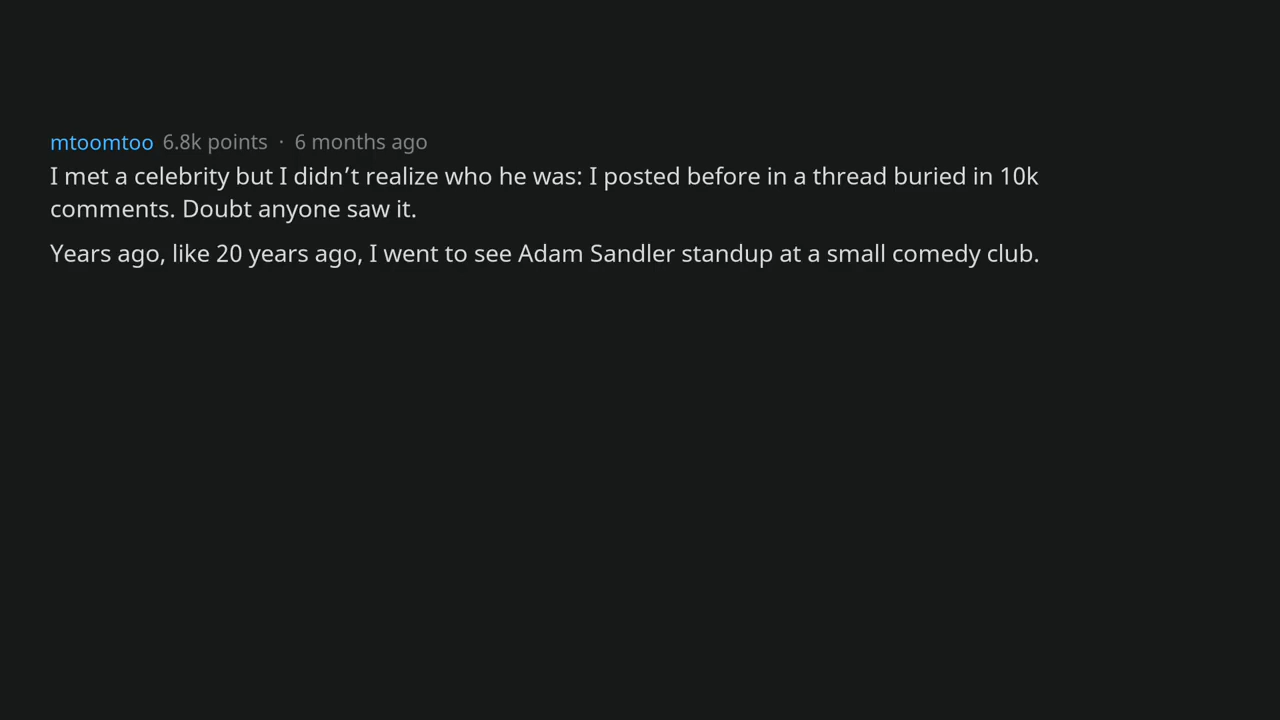 mtoomtoo 6.8k points · 6 months ago
I met a celebrity but I didn’t realize who he was: I posted before in a thread buried in 10k
comments. Doubt anyone saw it.
Years ago, like 20 years ago, I went to see Adam Sandler standup at a small comedy club.